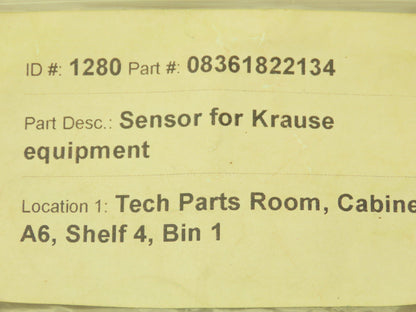 ID #: 1280 Part #: 08361822134
Part Desc.: Sensor for Krause
equipment
Location 1: Tech Parts Room, Cabine
A6, Shelf 4, Bin 1